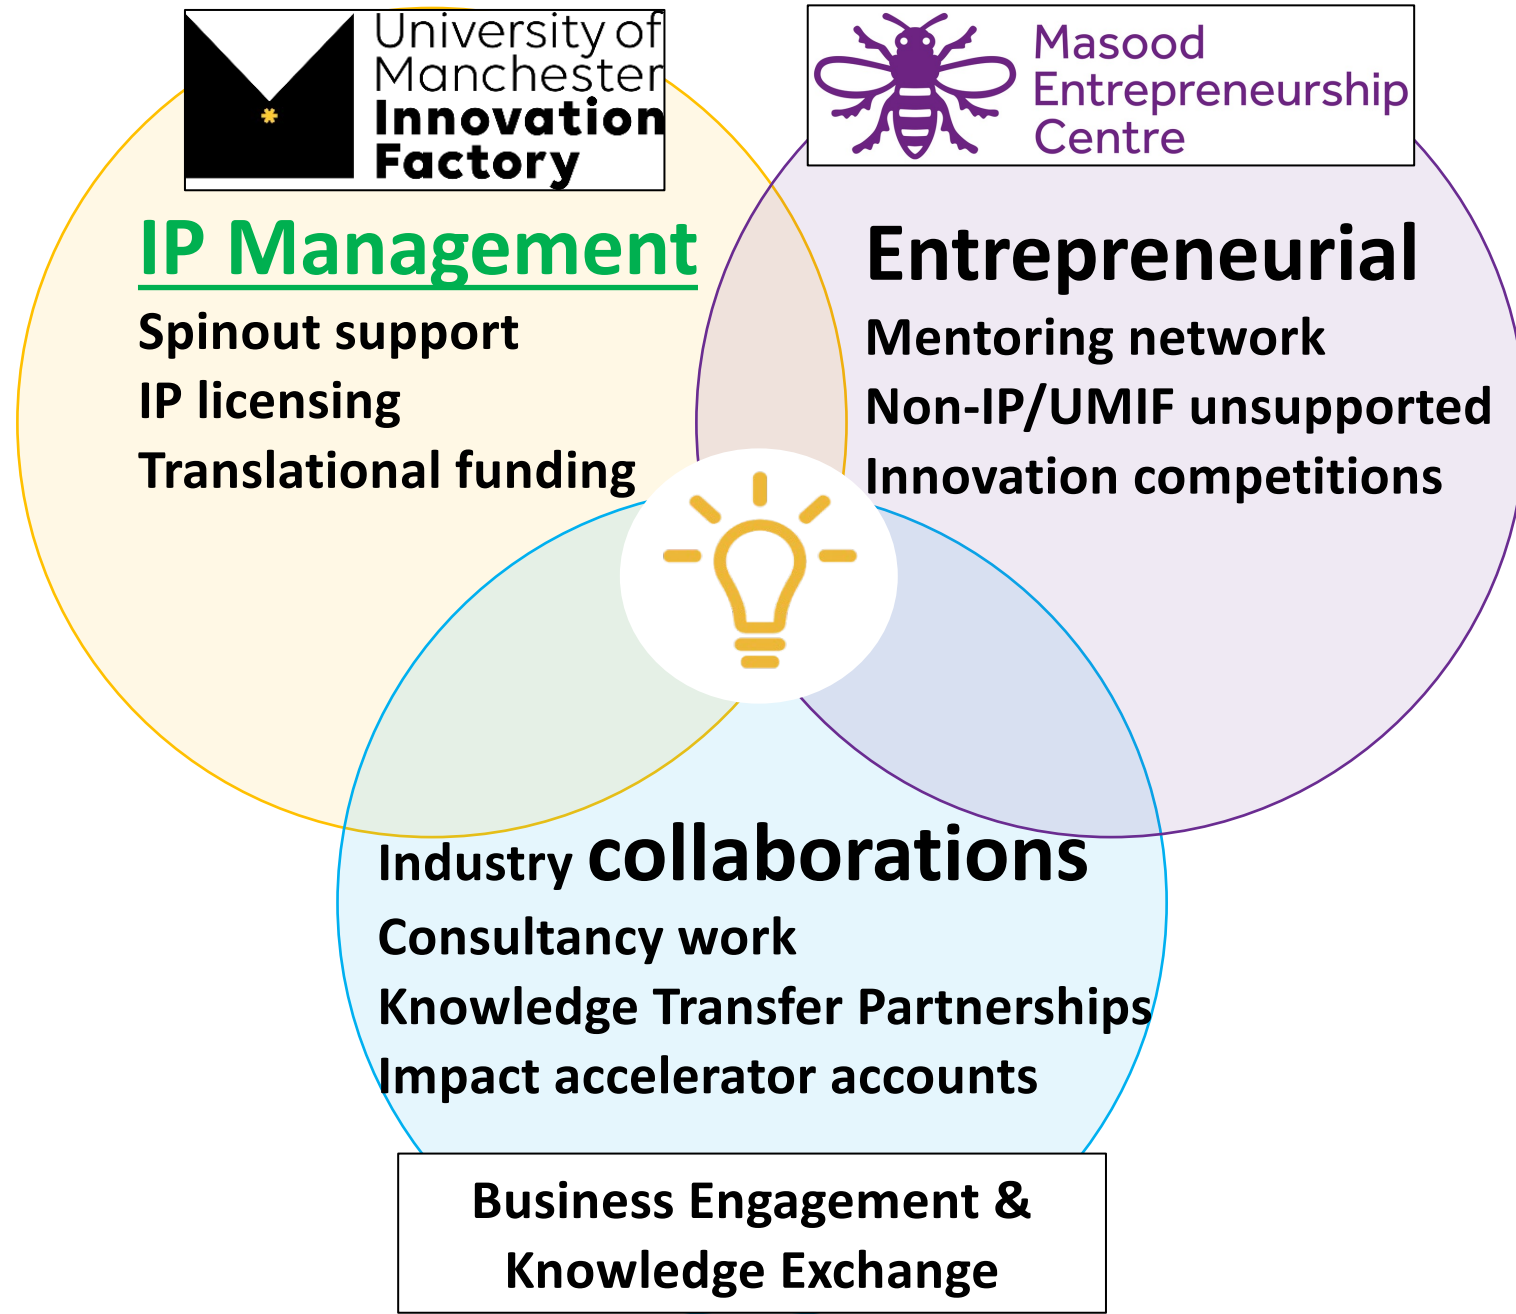 University of
Manchester
Innovation
Factory
IP Management
Spinout support
IP licensing
Translational funding
Masood
Entrepreneurship
Centre
Entrepreneurial
Mentoring network
Non-IP/UMIF unsupported
Innovation competitions
Industry collaborations
Consultancy work
Knowledge Transfer Partnerships
Impact accelerator accounts
Business Engagement &
Knowledge Exchange